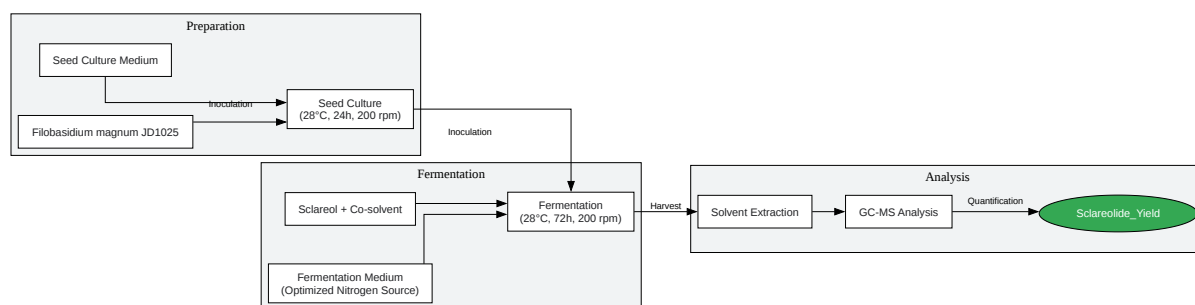 Preparation
Seed Culture Medium
Inoculation
Seed Culture
(28°C, 24h, 200 rpm)
Filobasidium magnum JD1025
Inoculation
Fermentation
Sclareol + Co-solvent
Fermentation
(28°C, 72h, 200 rpm)
Fermentation Medium
(Optimized Nitrogen Source)
Harvest
Analysis
Solvent Extraction
GC-MS Analysis
Quantification
Sclareolide_Yield